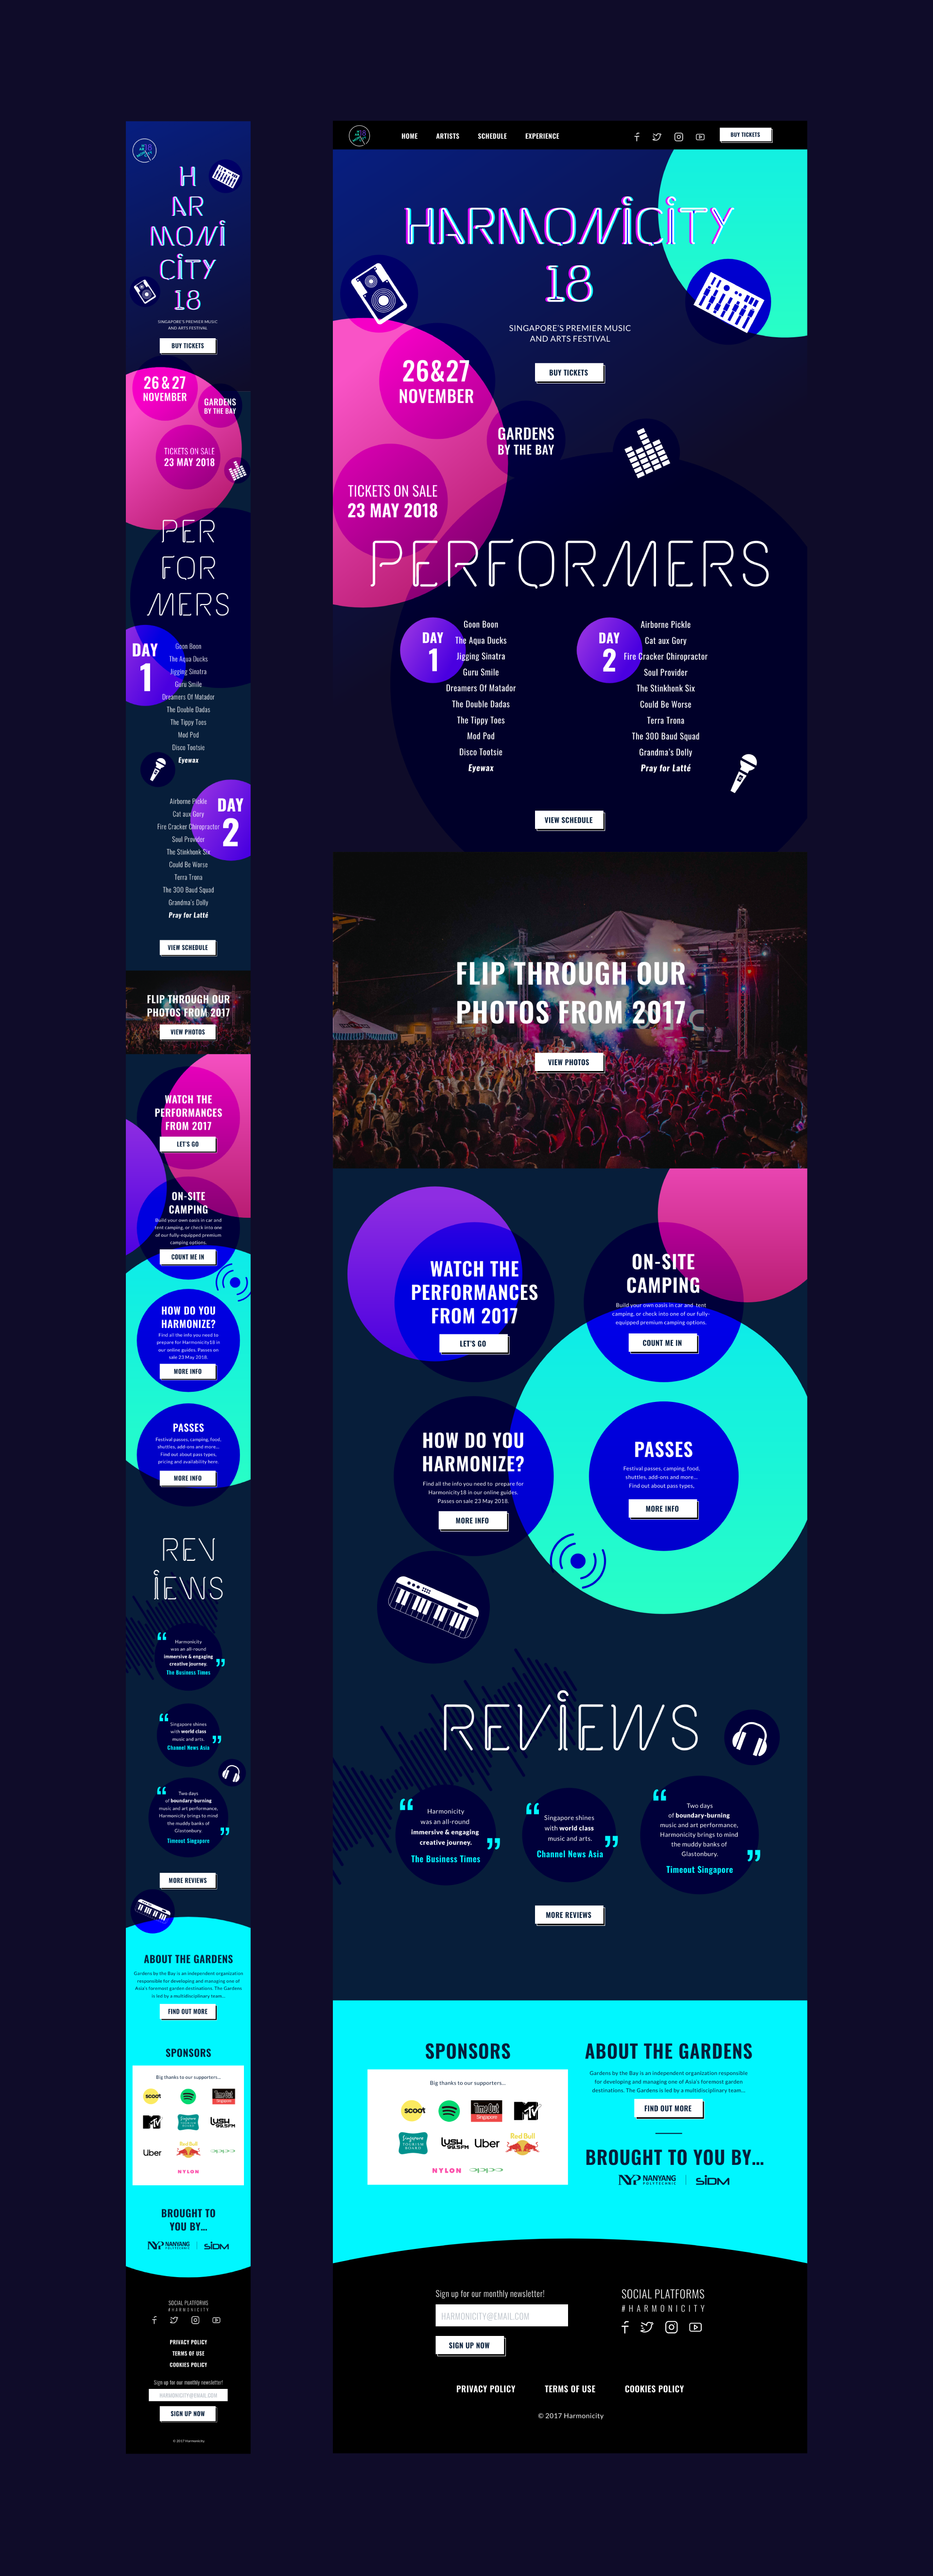 18
H
AR
MONi
CiTY
18
SINGAPORE'S PREMIER MUSIC
AND ARTS FESTIVAL
BUY TICKETS
26 & 27
NOVEMBER
GARDENS
BY THE BAY
TICKETS ON SALE
23 MAY 2018
PER
FOR
MERS
DAY
1
Goon Boon
The Aqua Ducks
Jigging Sinatra
Guru Smile
Dreamers Of Matador
The Double Dadas
The Tippy Toes
Mod Pod
Disco Tootsie
Eyewax
DAY
2
Airborne Pickle
Cat aux Gory
Fire Cracker Chiropractor
Soul Provider
The Stinkhonk Six
Could Be Worse
Terra Trona
The 300 Baud Squad
Grandma's Dolly
Pray for Latté
VIEW SCHEDULE
FLIP THROUGH OUR
PHOTOS FROM 2017
VIEW PHOTOS
WATCH THE
PERFORMANCES
FROM 2017
LET'S GO
ON-SITE
CAMPING
Build your own oasis in car and
tent camping, or check into one
of our fully-equipped premium
camping options.
COUNT ME IN
HOW DO YOU
HARMONIZE?
Find all the info you need to
prepare for Harmonicity18 in
our online guides. Passes on
sale 23 May 2018.
MORE INFO
PASSES
Festival passes, camping, food,
shuttles, add-ons and more...
Find out about pass types,
pricing and availability here.
MORE INFO
REV
iEWS
“ Harmonicity
was an all-round
immersive & engaging
creative journey. ”
The Business Times
“ Singapore shines
with world class
music and arts. ”
Channel News Asia
“ Two days
of boundary-burning
music and art performance,
Harmonicity brings to mind
the muddy banks of
Glastonbury. ”
Timeout Singapore
MORE REVIEWS
ABOUT THE GARDENS
Gardens by the Bay is an independent organization
responsible for developing and managing one of
Asia's foremost garden destinations. The Gardens
is led by a multidisciplinary team...
FIND OUT MORE
SPONSORS
Big thanks to our supporters...
scoot
Time Out
Singapore
MTV
Singapore
TOURISM
BOARD
LUSH
99.5FM
Uber
Red Bull
oppo
NYLON
BROUGHT TO
YOU BY...
NYP NANYANG
POLYTECHNIC
SIDM
SOCIAL PLATFORMS
#HARMONICITY
PRIVACY POLICY
TERMS OF USE
COOKIES POLICY
Sign up for our monthly newsletter!
HARMONICITY@EMAIL.COM
SIGN UP NOW
© 2017 Harmonicity
18
HOME
ARTISTS
SCHEDULE
EXPERIENCE
BUY TICKETS
HARMONiCiTY
18
SINGAPORE'S PREMIER MUSIC
AND ARTS FESTIVAL
BUY TICKETS
26&27
NOVEMBER
GARDENS
BY THE BAY
TICKETS ON SALE
23 MAY 2018
PERFORMERS
DAY
1
Goon Boon
The Aqua Ducks
Jigging Sinatra
Guru Smile
Dreamers Of Matador
The Double Dadas
The Tippy Toes
Mod Pod
Disco Tootsie
Eyewax
DAY
2
Airborne Pickle
Cat aux Gory
Fire Cracker Chiropractor
Soul Provider
The Stinkhonk Six
Could Be Worse
Terra Trona
The 300 Baud Squad
Grandma's Dolly
Pray for Latté
VIEW SCHEDULE
FLIP THROUGH OUR
PHOTOS FROM 2017
VIEW PHOTOS
WATCH THE
PERFORMANCES
FROM 2017
LET'S GO
ON-SITE
CAMPING
Build your own oasis in car and tent
camping, or check into one of our fully-
equipped premium camping options.
COUNT ME IN
HOW DO YOU
HARMONIZE?
Find all the info you need to prepare for
Harmonicity18 in our online guides.
Passes on sale 23 May 2018.
MORE INFO
PASSES
Festival passes, camping, food,
shuttles, add-ons and more...
Find out about pass types,
MORE INFO
REViEWS
“ Harmonicity
was an all-round
immersive & engaging
creative journey. ”
The Business Times
“ Singapore shines
with world class
music and arts. ”
Channel News Asia
“ Two days
of boundary-burning
music and art performance,
Harmonicity brings to mind
the muddy banks of
Glastonbury. ”
Timeout Singapore
MORE REVIEWS
SPONSORS
Big thanks to our supporters...
scoot
Time Out
Singapore
MTV
Singapore
TOURISM
BOARD
LUSH
99.5FM
Uber
Red Bull
NYLON
oppo
ABOUT THE GARDENS
Gardens by the Bay is an independent organization responsible
for developing and managing one of Asia's foremost garden
destinations. The Gardens is led by a multidisciplinary team...
FIND OUT MORE
BROUGHT TO YOU BY...
NYP NANYANG
POLYTECHNIC
SIDM
Sign up for our monthly newsletter!
HARMONICITY@EMAIL.COM
SIGN UP NOW
SOCIAL PLATFORMS
#HARMONICITY
PRIVACY POLICY
TERMS OF USE
COOKIES POLICY
© 2017 Harmonicity